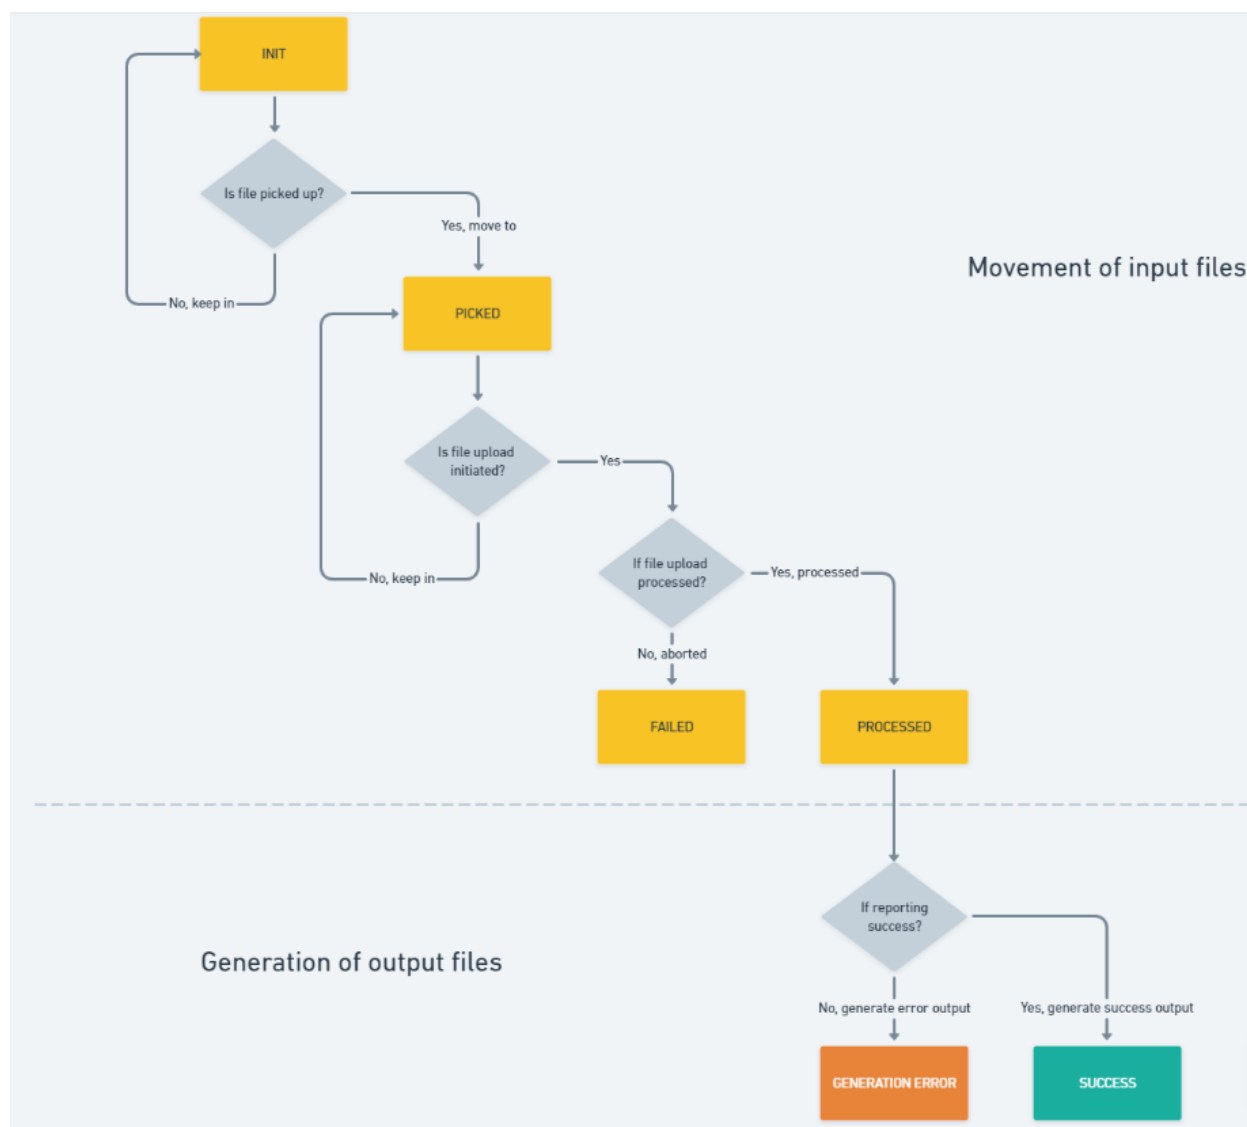 INIT
Is file picked up?
Yes, move to
No, keep in
Movement of input files
PICKED
Is file upload
initiated?
Yes
No, keep in
If file upload
processed?
Yes, processed
No, aborted
FAILED
PROCESSED
If reporting
success?
Generation of output files
No, generate error output
Yes, generate success output
GENERATION ERROR
SUCCESS